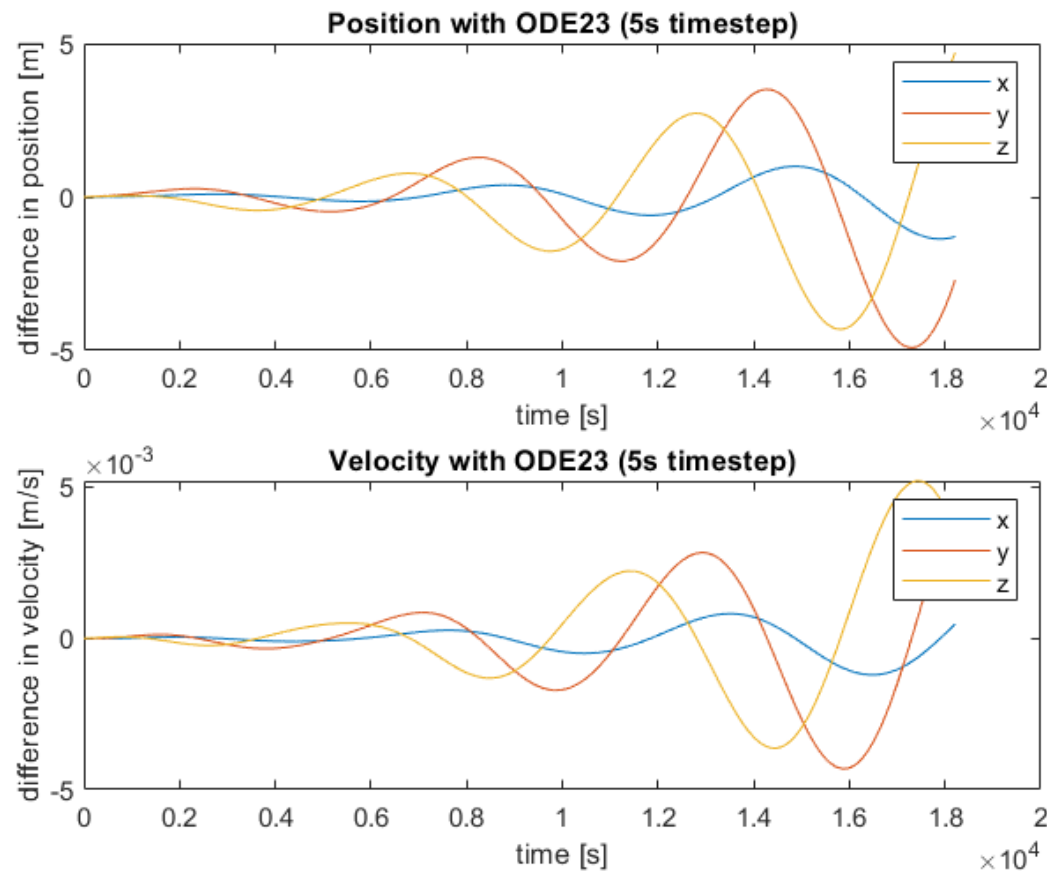 Position with ODE23 (5s timestep)
difference in position [m]
5
0
-5
x
y
z
0 0.2 0.4 0.6 0.8 1 1.2 1.4 1.6 1.8 2
time [s]
×10^4
Velocity with ODE23 (5s timestep)
×10^-3
difference in velocity [m/s]
5
0
-5
x
y
z
0 0.2 0.4 0.6 0.8 1 1.2 1.4 1.6 1.8 2
time [s]
×10^4